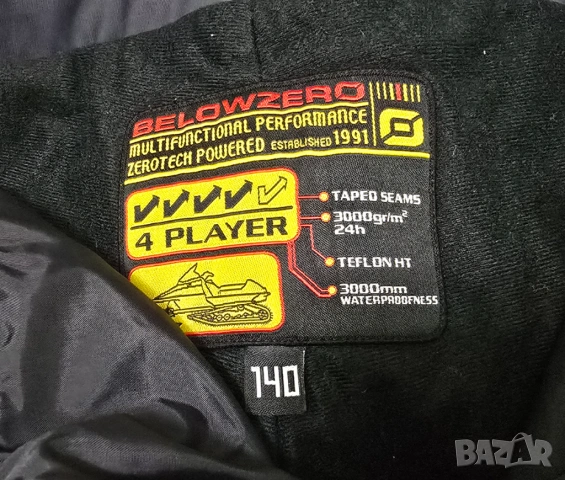 BELOWZERO
MULTIFUNCTIONAL PERFORMANCE
ZEROTECH POWERED ESTABLISHED 1991
4 PLAYER
TAPED SEAMS
3000gr/m²
24h
TEFLON HT
3000mm
WATERPROOFNESS
140
BAZAR